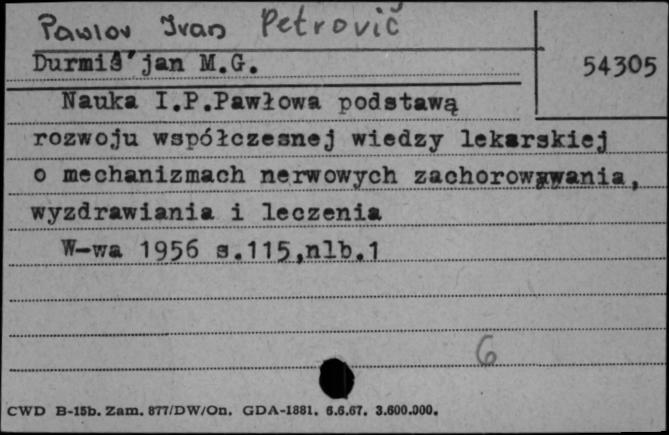 Pawlov Ivan Petrovič
Durmiš'jan M.G.
54305
Nauka I.P.Pawłowa podstawą
rozwoju współczesnej wiedzy lekarskiej
o mechanizmach nerwowych zachorowywania,
wyzdrawiania i leczenia
W-wa 1956 s.115,nlb.1
6
CWD B-15b. Zam. 877/DW/On. GDA-1881. 6.6.67. 3.600.000.